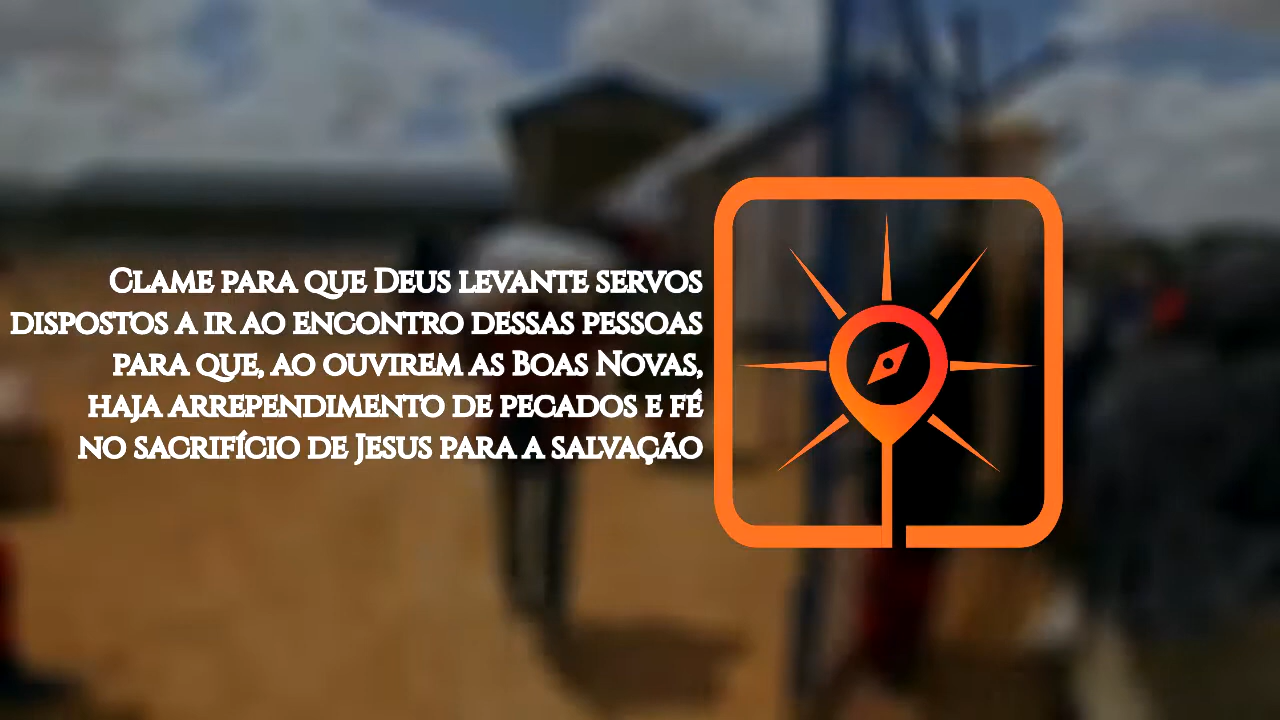 Clame para que Deus levante servos
dispostos a ir ao encontro dessas pessoas
para que, ao ouvirem as Boas Novas,
haja arrependimento de pecados e fé
no sacrifício de Jesus para a salvação